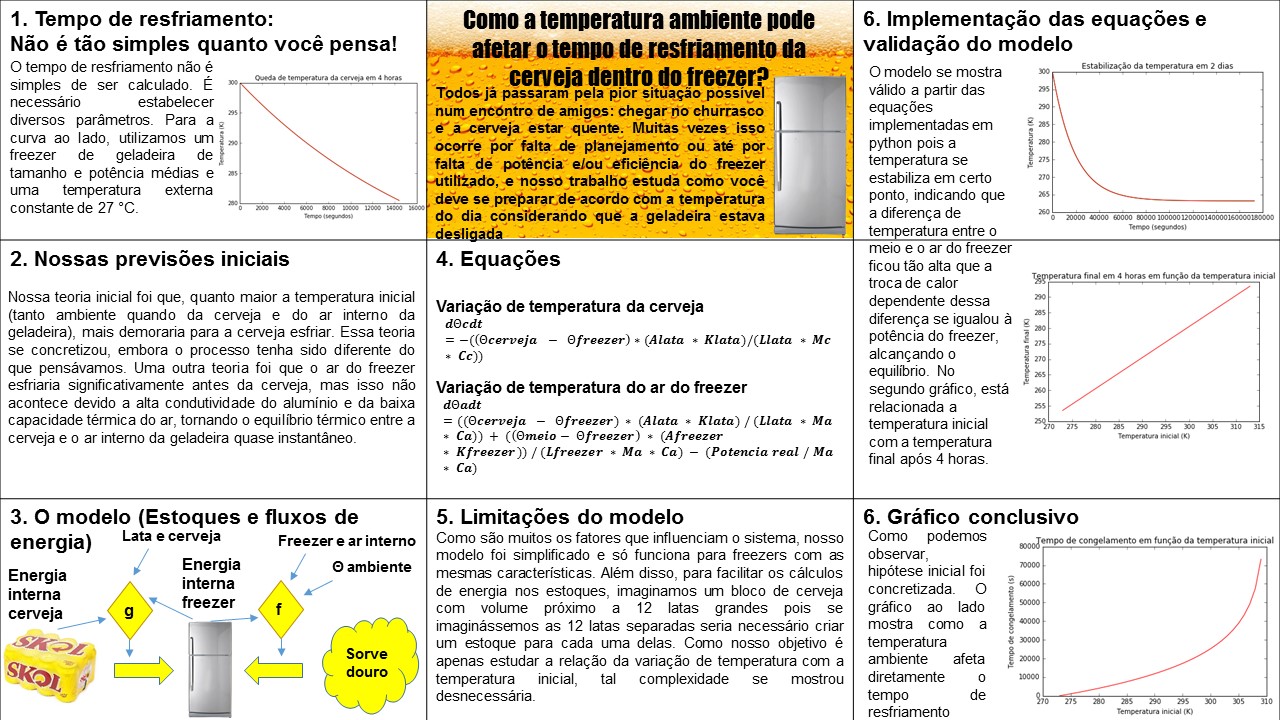 1. Tempo de resfriamento:
Não é tão simples quanto você pensa!
O tempo de resfriamento não é
simples de ser calculado. É
necessário estabelecer
diversos parâmetros. Para a
curva ao lado, utilizamos um
freezer de geladeira de
tamanho e potência médias e
uma temperatura externa
constante de 27 °C.
Queda de temperatura da cerveja em 4 horas
Temperatura (K)
300
295
290
285
280
0 2000 4000 6000 8000 10000 12000 14000 16000
Tempo (segundos)
Como a temperatura ambiente pode
afetar o tempo de resfriamento da
cerveja dentro do freezer?
Todos já passaram pela pior situação possível
num encontro de amigos: chegar no churrasco
e a cerveja estar quente. Muitas vezes isso
ocorre por falta de planejamento ou até por
falta de potência e/ou eficiência do freezer
utilizado, e nosso trabalho estuda como você
deve se preparar de acordo com a temperatura
do dia considerando que a geladeira estava
desligada
6. Implementação das equações e
validação do modelo
O modelo se mostra
válido a partir das
equações
implementadas em
python pois a
temperatura se
estabiliza em certo
ponto, indicando que
a diferença de
temperatura entre o
meio e o ar do freezer
ficou tão alta que a
troca de calor
dependente dessa
diferença se igualou à
potência do freezer,
alcançando o
equilíbrio. No
segundo gráfico, está
relacionada a
temperatura inicial
com a temperatura
final após 4 horas.
Estabilização da temperatura em 2 dias
Temperatura (K)
300
295
290
285
280
275
270
265
260
0 20000 40000 60000 80000 100000 120000 140000 160000 180000
Tempo (segundos)
Temperatura final em 4 horas em função da temperatura inicial
Temperatura final (K)
295
290
285
280
275
270
265
260
255
250
270 275 280 285 290 295 300 305 310 315
Temperatura inicial (K)
2. Nossas previsões iniciais
Nossa teoria inicial foi que, quanto maior a temperatura inicial
(tanto ambiente quando da cerveja e do ar interno da
geladeira), mais demoraria para a cerveja esfriar. Essa teoria
se concretizou, embora o processo tenha sido diferente do
que pensávamos. Uma outra teoria foi que o ar do freezer
esfriaria significativamente antes da cerveja, mas isso não
acontece devido a alta condutividade do alumínio e da baixa
capacidade térmica do ar, tornando o equilíbrio térmico entre a
cerveja e o ar interno da geladeira quase instantâneo.
4. Equações
Variação de temperatura da cerveja
dΘcdt
= −((Θcerveja − Θfreezer) ∗ (Alata ∗ Klata)/(Llata ∗ Mc
∗ Cc))
Variação de temperatura do ar do freezer
dΘadt
= ((Θcerveja − Θfreezer) ∗ (Alata ∗ Klata) / (Llata ∗ Ma
∗ Ca)) + ((Θmeio − Θfreezer) ∗ (Afreezer
∗ Kfreezer)) / (Lfreezer ∗ Ma ∗ Ca) − (Potencia real / Ma
∗ Ca)
3. O modelo (Estoques e fluxos de
energia)
Lata e cerveja
Freezer e ar interno
Θ ambiente
Energia
interna
cerveja
Energia
interna
freezer
g
f
SKOL
SKOL
Sorve
douro
5. Limitações do modelo
Como são muitos os fatores que influenciam o sistema, nosso
modelo foi simplificado e só funciona para freezers com as
mesmas características. Além disso, para facilitar os cálculos
de energia nos estoques, imaginamos um bloco de cerveja
com volume próximo a 12 latas grandes pois se
imaginássemos as 12 latas separadas seria necessário criar
um estoque para cada uma delas. Como nosso objetivo é
apenas estudar a relação da variação de temperatura com a
temperatura inicial, tal complexidade se mostrou
desnecessária.
6. Gráfico conclusivo
Como podemos
observar,
hipótese inicial foi
concretizada. O
gráfico ao lado
mostra como a
temperatura
ambiente afeta
diretamente o
tempo de
resfriamento
Tempo de congelamento em função da temperatura inicial
Tempo de congelamento (s)
80000
70000
60000
50000
40000
30000
20000
10000
0
270 275 280 285 290 295 300 305 310
Temperatura inicial (K)